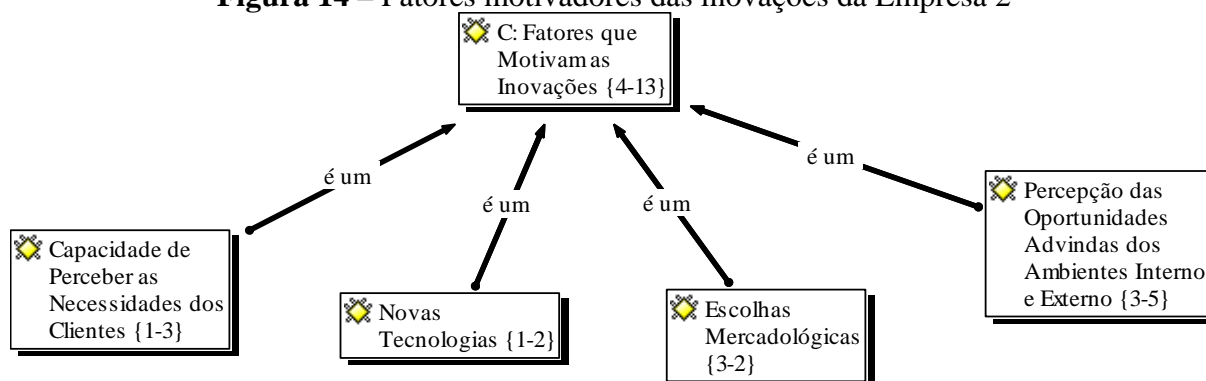 Figura 14 – Fatores motivadores das inovações da Empresa 2
C: Fatores que
Motivam as
Inovações {4-13}
é um
é um
é um
é um
Capacidade de
Perceber as
Necessidades dos
Clientes {1-3}
Novas
Tecnologias {1-2}
Escolhas
Mercadológicas
{3-2}
Percepção das
Oportunidades
Advindas dos
Ambientes Interno
e Externo {3-5}